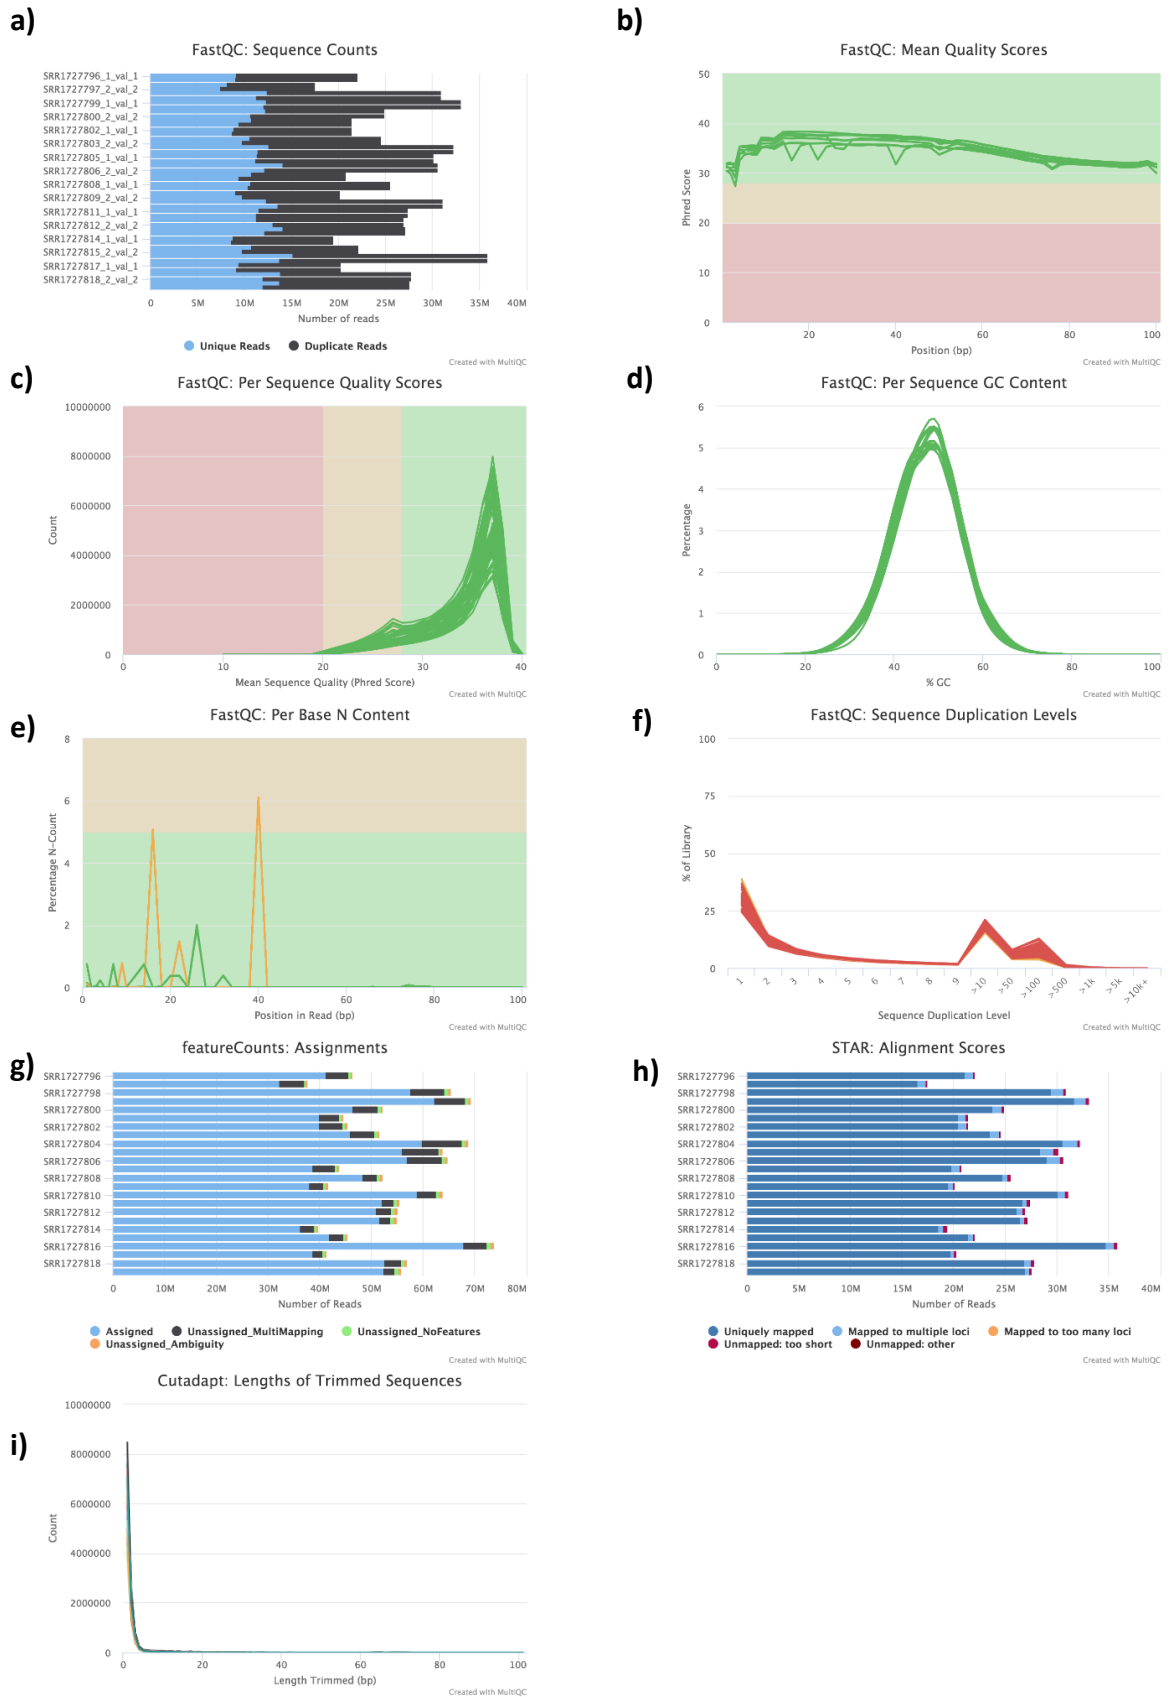 a)
FastQC: Sequence Counts
SRR1727796_1_val_1
SRR1727797_2_val_2
SRR1727799_1_val_1
SRR1727800_2_val_2
SRR1727802_1_val_1
SRR1727803_2_val_2
SRR1727805_1_val_1
SRR1727806_2_val_2
SRR1727808_1_val_1
SRR1727809_2_val_2
SRR1727811_1_val_1
SRR1727812_2_val_2
SRR1727814_1_val_1
SRR1727815_2_val_2
SRR1727817_1_val_1
SRR1727818_2_val_2
0 5M 10M 15M 20M 25M 30M 35M 40M
Number of reads
Unique Reads Duplicate Reads
Created with MultiQC
b)
FastQC: Mean Quality Scores
Phred Score
50
40
30
20
10
0
20 40 60 80 100
Position (bp)
Created with MultiQC
c)
FastQC: Per Sequence Quality Scores
Count
10000000
8000000
6000000
4000000
2000000
0
0 10 20 30 40
Mean Sequence Quality (Phred Score)
Created with MultiQC
d)
FastQC: Per Sequence GC Content
Percentage
6
5
4
3
2
1
0
0 20 40 60 80 100
% GC
Created with MultiQC
e)
FastQC: Per Base N Content
Percentage N-Count
8
6
4
2
0
0 20 40 60 80 100
Position in Read (bp)
Created with MultiQC
f)
FastQC: Sequence Duplication Levels
% of Library
100
75
50
25
0
1 2 3 4 5 6 7 8 9 >10 >50 >100 >500 >1k >5k >10k+
Sequence Duplication Level
Created with MultiQC
g)
featureCounts: Assignments
SRR1727796
SRR1727798
SRR1727800
SRR1727802
SRR1727804
SRR1727806
SRR1727808
SRR1727810
SRR1727812
SRR1727814
SRR1727816
SRR1727818
0 10M 20M 30M 40M 50M 60M 70M 80M
Number of Reads
Assigned Unassigned_MultiMapping Unassigned_NoFeatures
Unassigned_Ambiguity
Created with MultiQC
h)
STAR: Alignment Scores
SRR1727796
SRR1727798
SRR1727800
SRR1727802
SRR1727804
SRR1727806
SRR1727808
SRR1727810
SRR1727812
SRR1727814
SRR1727816
SRR1727818
0 5M 10M 15M 20M 25M 30M 35M 40M
Number of Reads
Uniquely mapped Mapped to multiple loci Mapped to too many loci
Unmapped: too short Unmapped: other
Created with MultiQC
i)
Cutadapt: Lengths of Trimmed Sequences
Count
10000000
8000000
6000000
4000000
2000000
0
0 20 40 60 80 100
Length Trimmed (bp)
Created with MultiQC